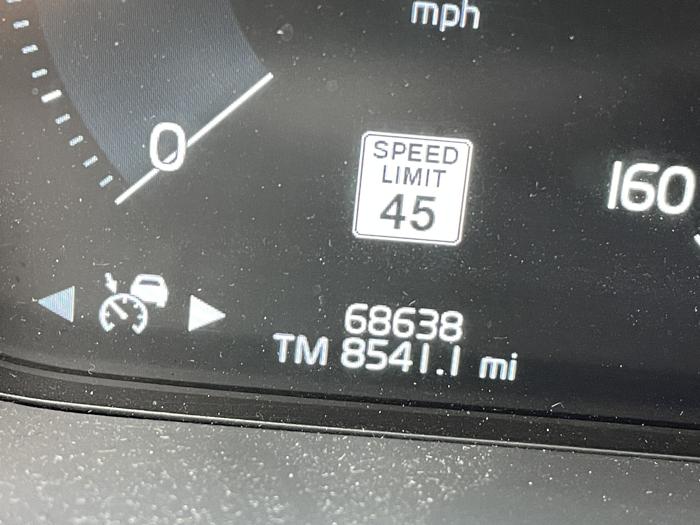 mph
0
SPEED
LIMIT
45
160
68638
TM 8541.1 mi